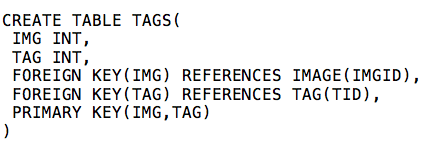 CREATE TABLE TAGS(
IMG INT,
TAG INT,
FOREIGN KEY(IMG) REFERENCES IMAGE(IMGID),
FOREIGN KEY(TAG) REFERENCES TAG(TID),
PRIMARY KEY(IMG,TAG)
)